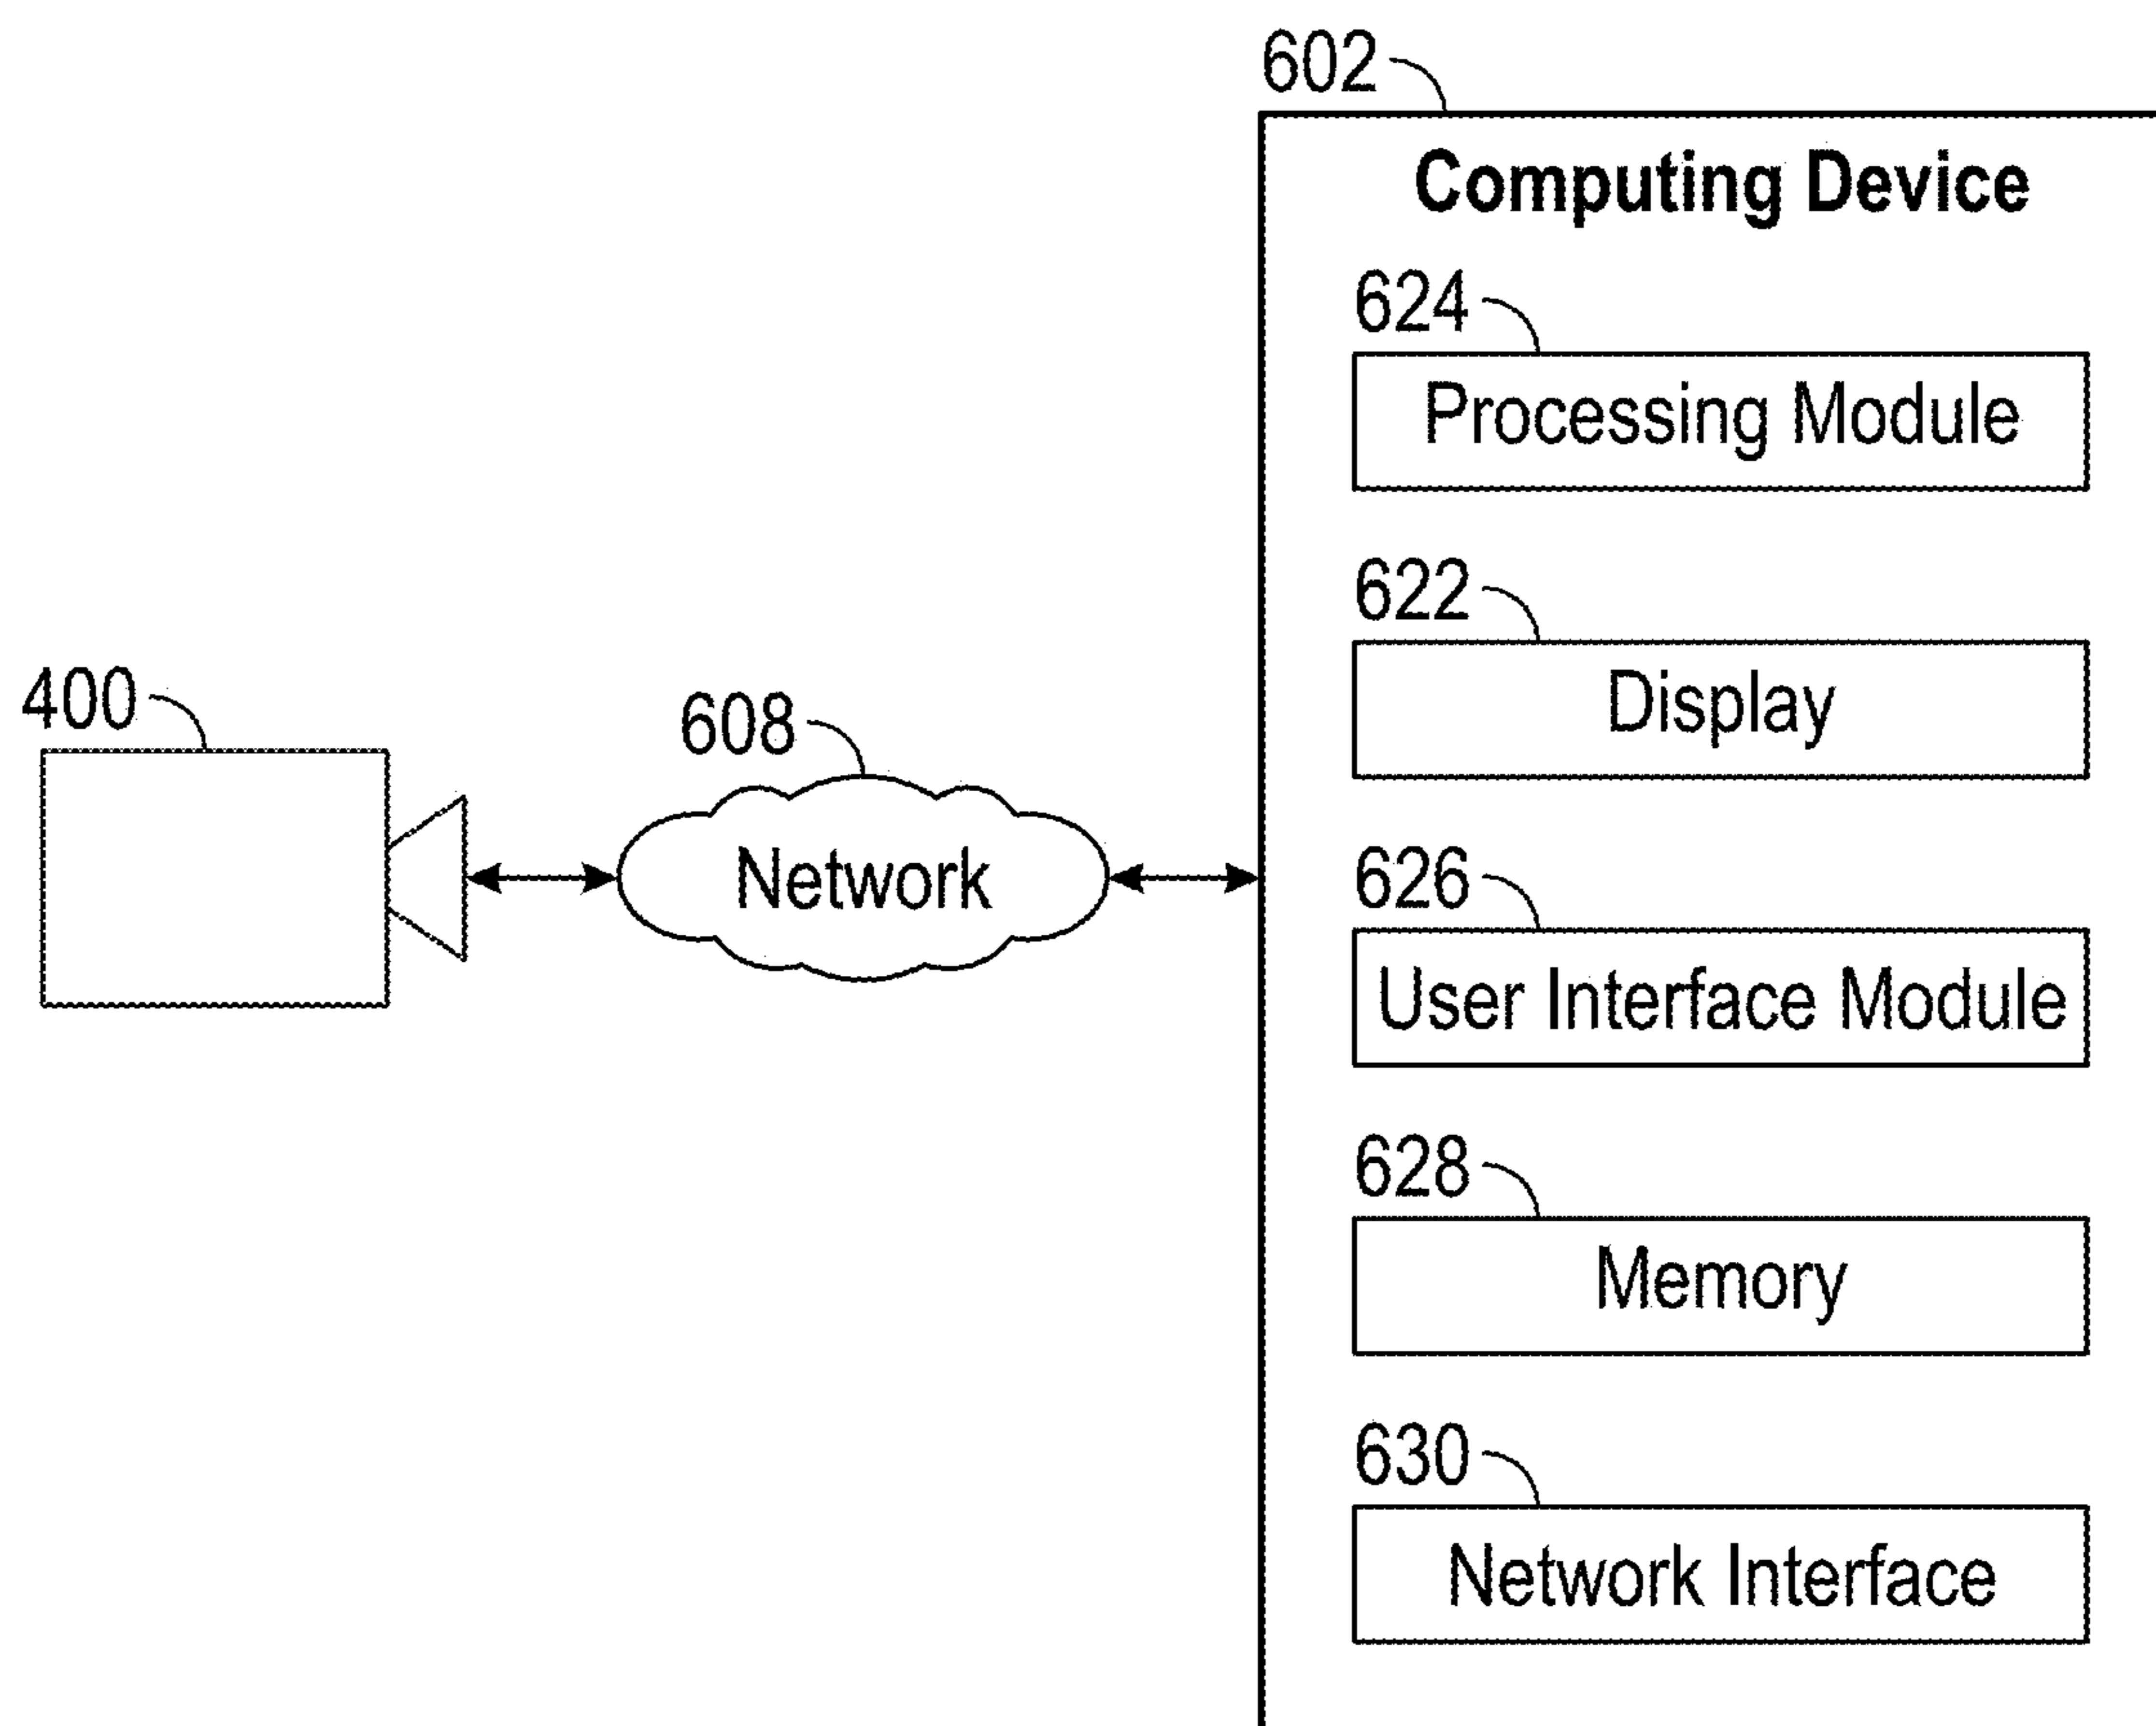 602
Computing Device
624
Processing Module
622
Display
400
608
Network
626
User Interface Module
628
Memory
630
Network Interface